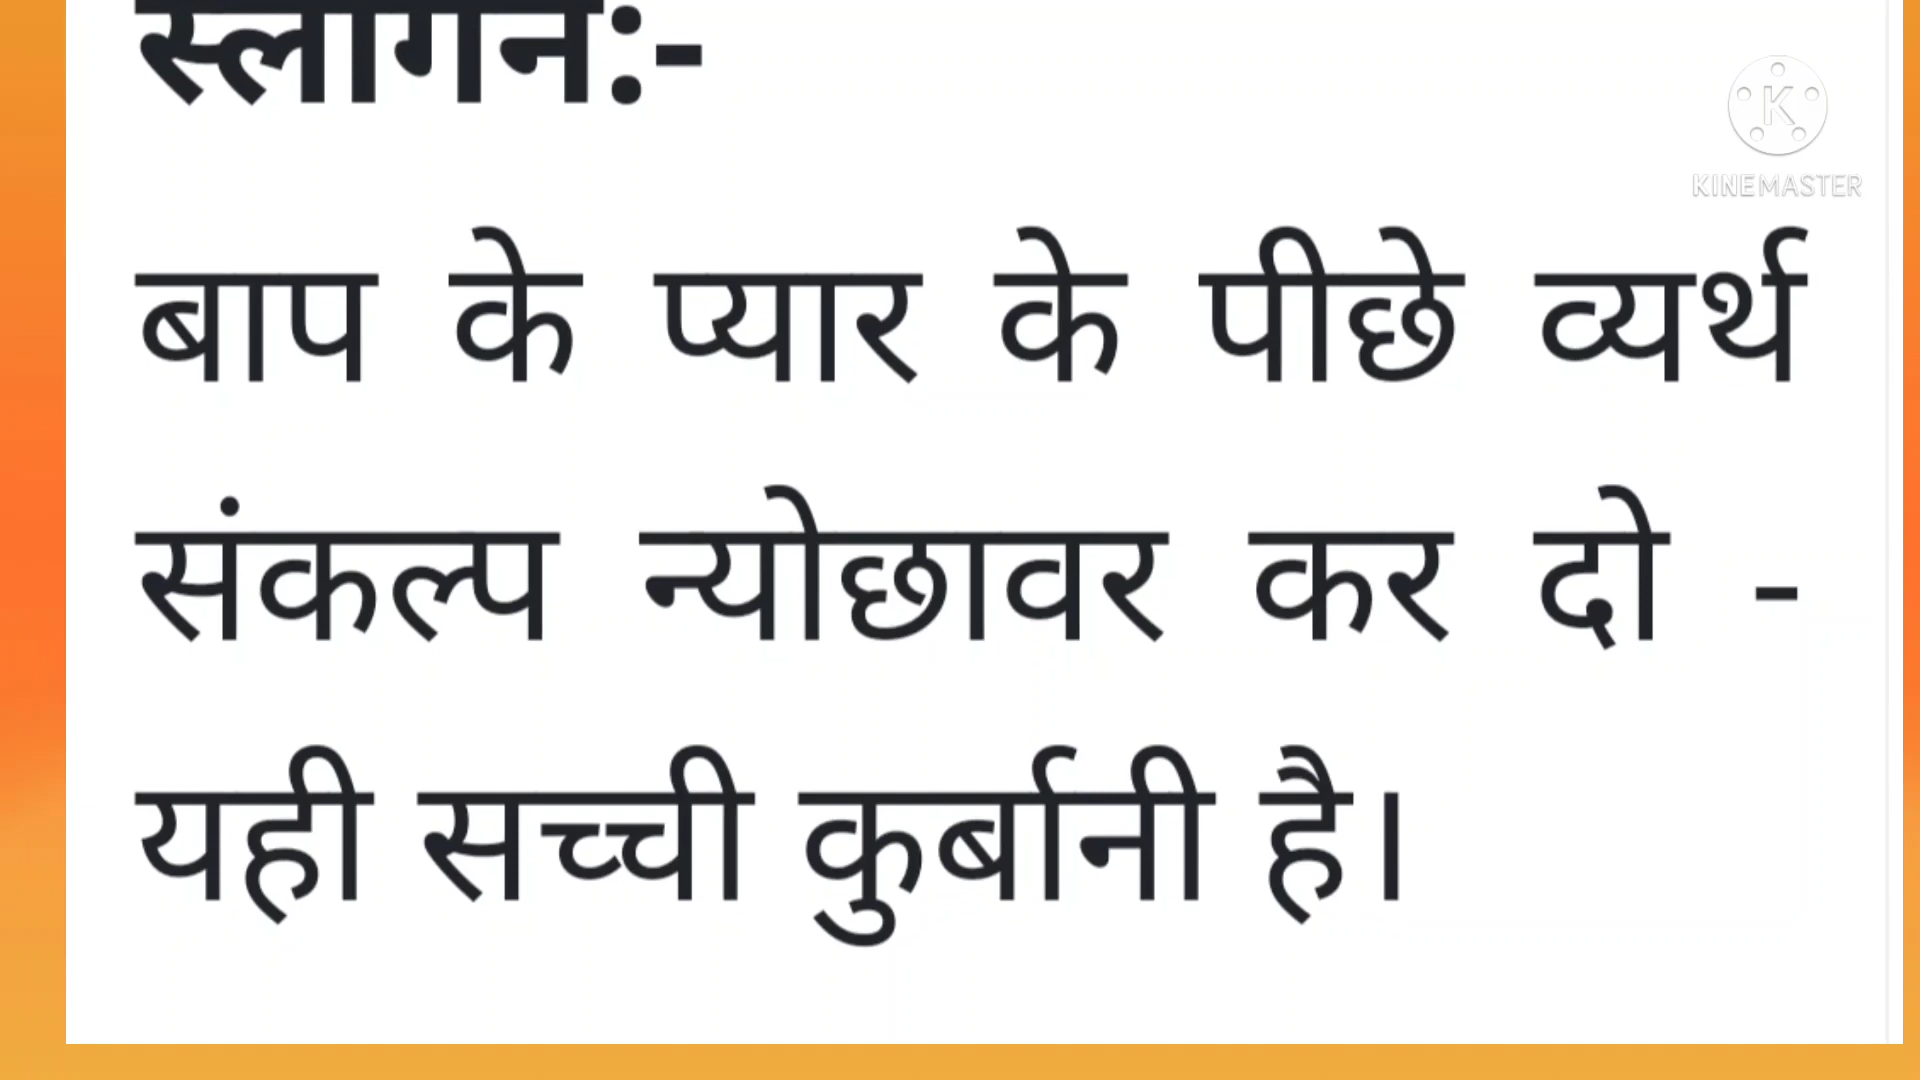 स्लोगन:-
KINEMASTER
बाप के प्यार के पीछे व्यर्थ
संकल्प न्योछावर कर दो -
यही सच्ची कुर्बानी है।